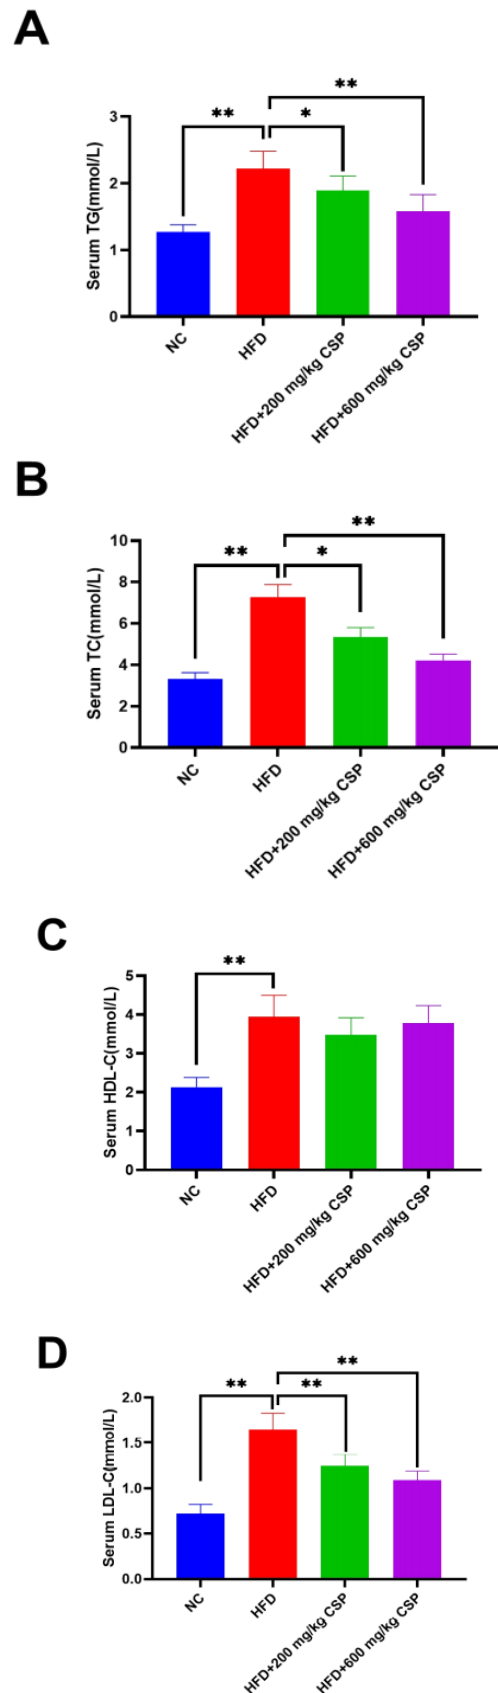 A
**
**
*
3
2
1
0
Serum TG(mmol/L)
NC
HFD
HFD+200 mg/kg CSP
HFD+600 mg/kg CSP
B
**
**
*
10
8
6
4
2
0
Serum TC(mmol/L)
NC
HFD
HFD+200 mg/kg CSP
HFD+600 mg/kg CSP
C
**
5
4
3
2
1
0
Serum HDL-C(mmol/L)
NC
HFD
HFD+200 mg/kg CSP
HFD+600 mg/kg CSP
D
**
**
**
2.0
1.5
1.0
0.5
0.0
Serum LDL-C(mmol/L)
NC
HFD
HFD+200 mg/kg CSP
HFD+600 mg/kg CSP